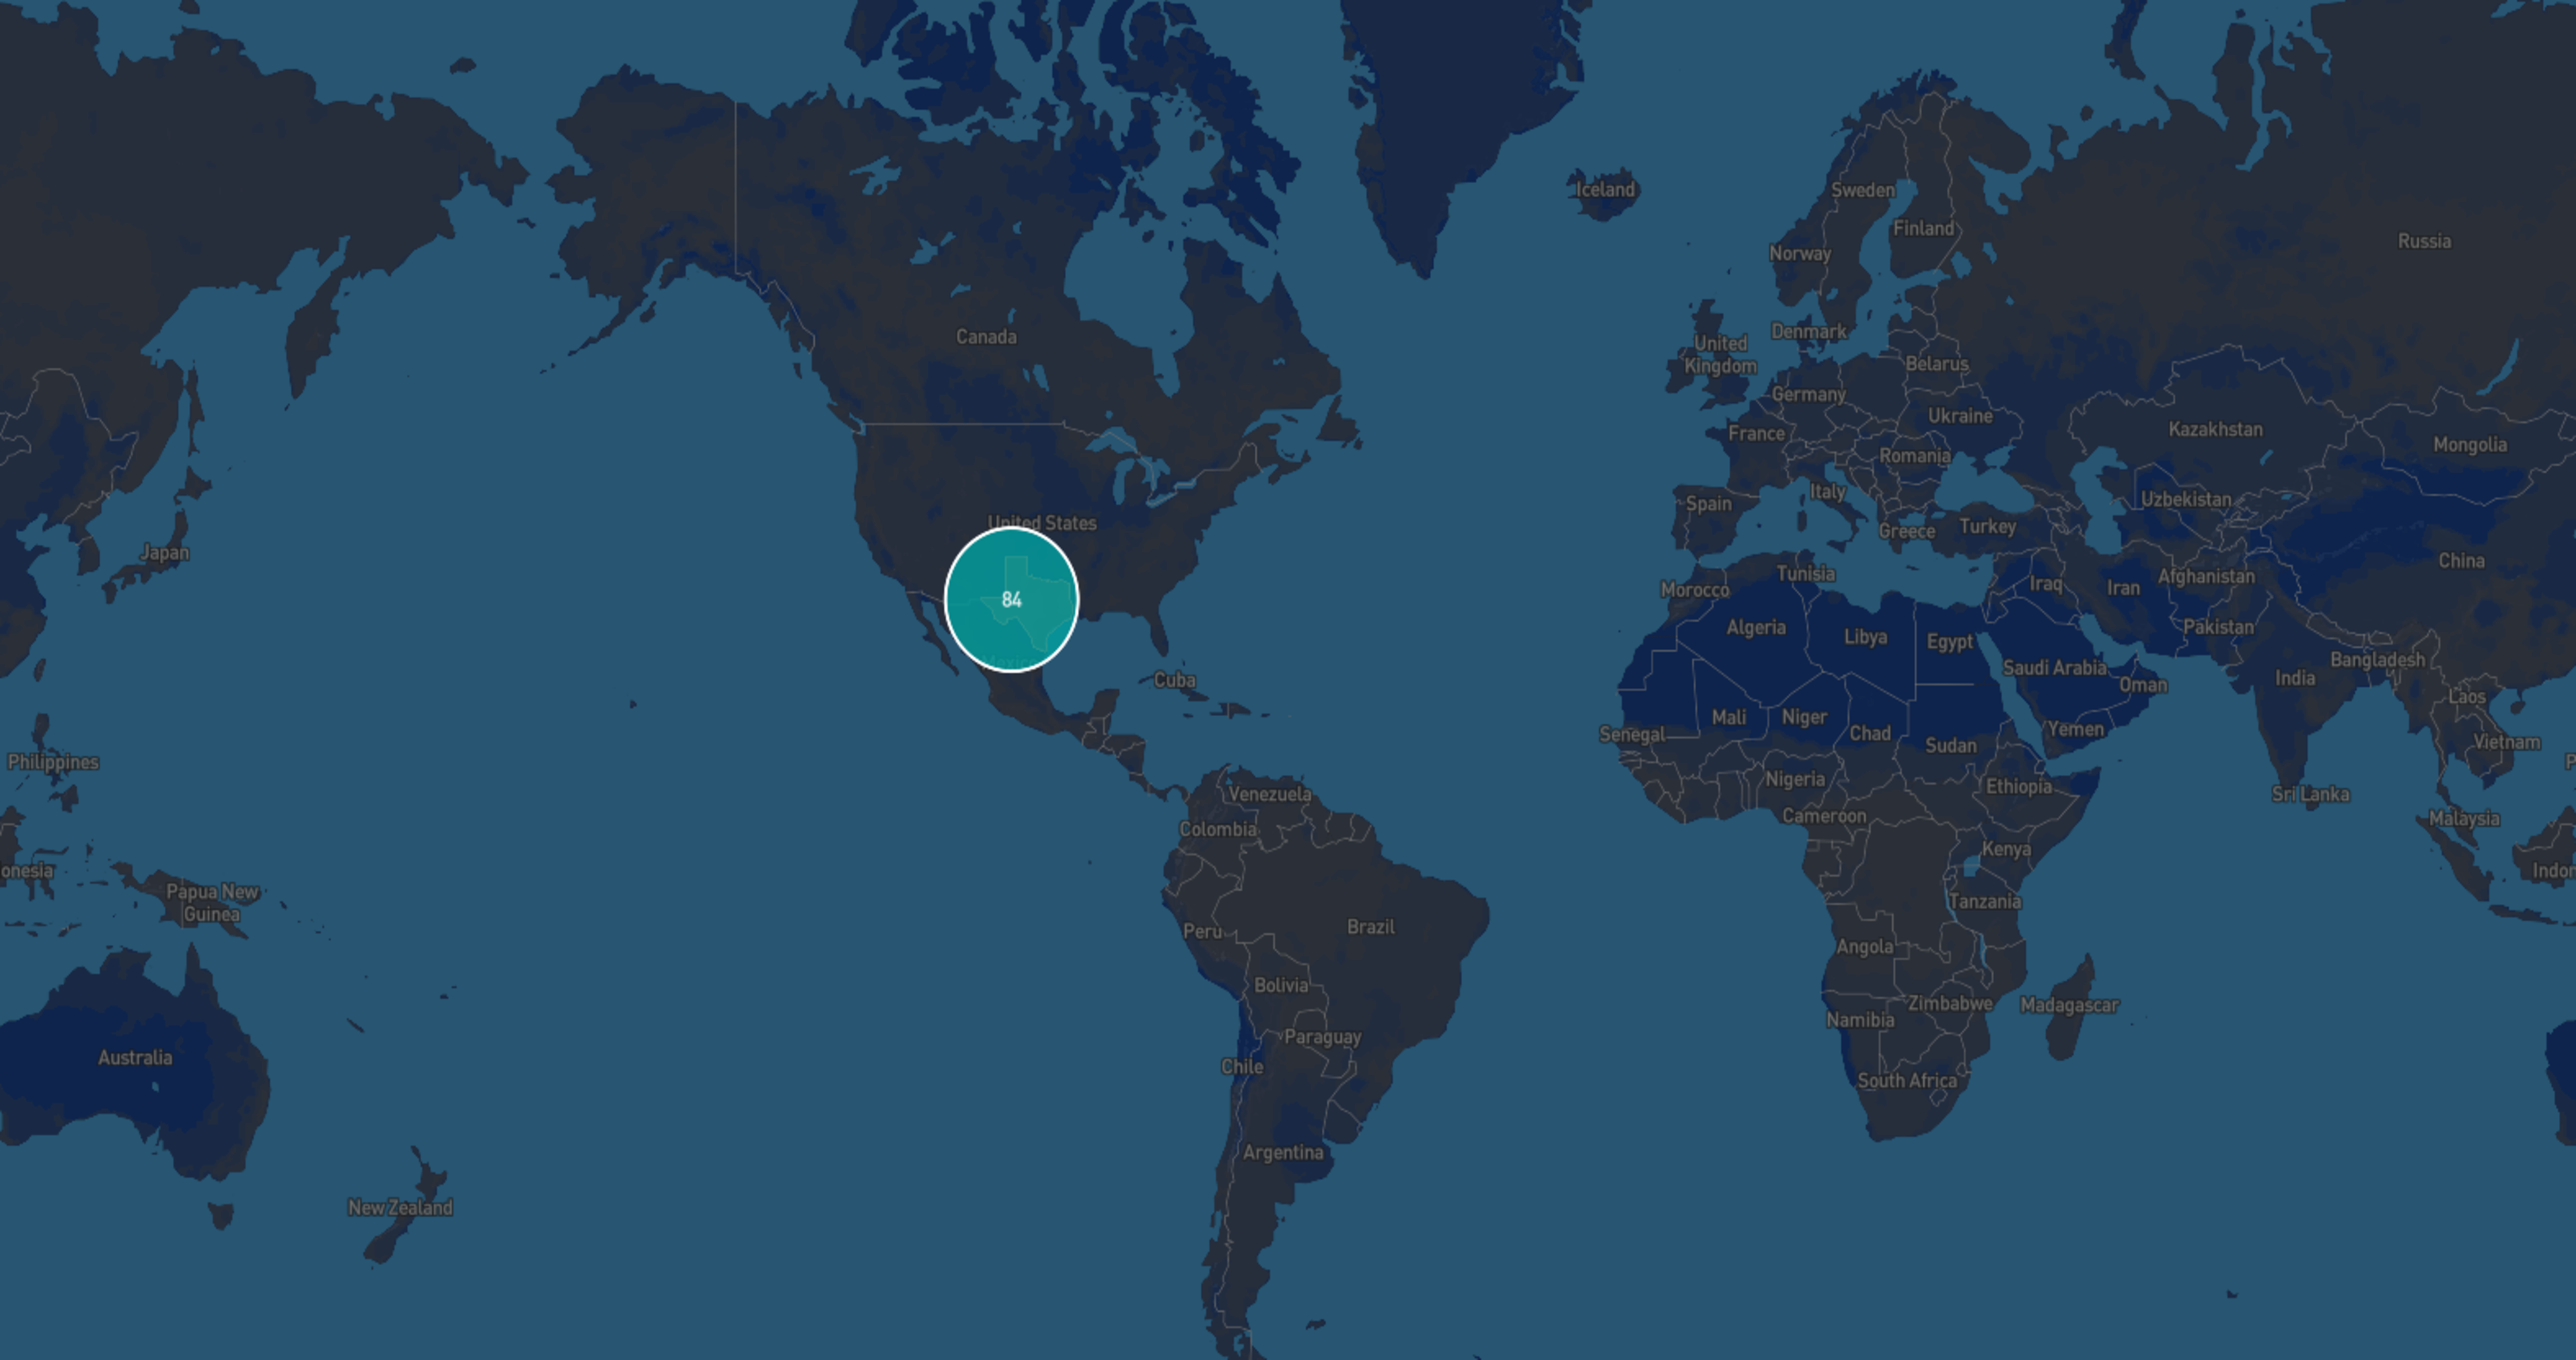 Iceland
Sweden
Finland
Russia
Norway
Canada
Denmark
United
Kingdom
Belarus
Germany
Ukraine
France
Kazakhstan
Mongolia
Romania
Italy
Spain
Uzbekistan
United States
Greece
Turkey
Japan
China
Tunisia
Afghanistan
Morocco
Iraq
Iran
84
Algeria
Libya
Egypt
Pakistan
Mexico
Bangladesh
Saudi Arabia
India
Cuba
Oman
Laos
Mali
Niger
Chad
Yemen
Senegal
Sudan
Vietnam
Philippines
P
Nigeria
Ethiopia
Venezuela
Sri Lanka
Cameroon
Malaysia
Colombia
Kenya
onesia
Indon
Papua New
Guinea
Tanzania
Brazil
Peru
Angola
Bolivia
Zimbabwe
Madagascar
Namibia
Paraguay
Australia
Chile
South Africa
Argentina
New Zealand